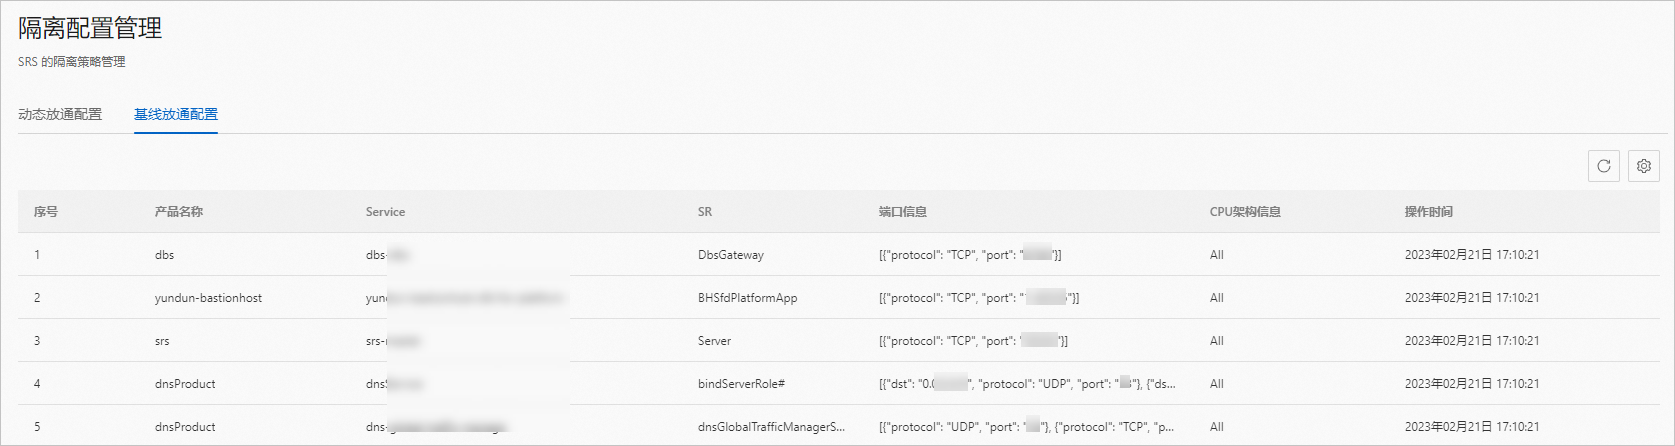 隔离配置管理
SRS 的隔离策略管理
动态放通配置 基线放通配置
序号 产品名称 Service SR 端口信息 CPU架构信息 操作时间
1 dbs dbs- DbsGateway [{"protocol": "TCP", "port": " "}] All 2023年02月21日 17:10:21
2 yundun-bastionhost yun BHSfdPlatformApp [{"protocol": "TCP", "port": " "}] All 2023年02月21日 17:10:21
3 srs srs- Server [{"protocol": "TCP", "port": " "}] All 2023年02月21日 17:10:21
4 dnsProduct dns bindServerRole# [{"dst": "0. ", "protocol": "UDP", "port": " "}, {"ds... All 2023年02月21日 17:10:21
5 dnsProduct dns- dnsGlobalTrafficManagerS... [{"protocol": "UDP", "port": " "}, {"protocol": "TCP", "p... All 2023年02月21日 17:10:21